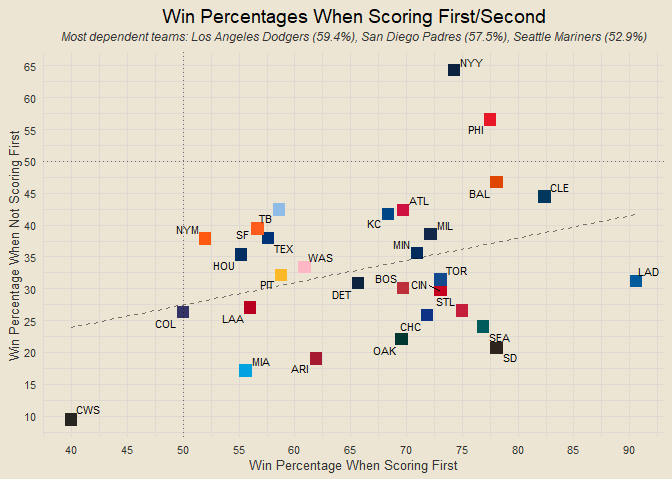 Win Percentages When Scoring First/Second
Most dependent teams: Los Angeles Dodgers (59.4%), San Diego Padres (57.5%), Seattle Mariners (52.9%)
Win Percentage When Not Scoring First
65
60
55
50
45
40
35
30
25
20
15
10
NYY
PHI
BAL
CLE
ATL
KC
MIL
MIN
TB
SF
NYM
TEX
HOU
WAS
PIT
DET
BOS
CIN
TOR
LAD
STL
COL
LAA
CHC
SEA
OAK
SD
MIA
ARI
CWS
40
45
50
55
60
65
70
75
80
85
90
Win Percentage When Scoring First